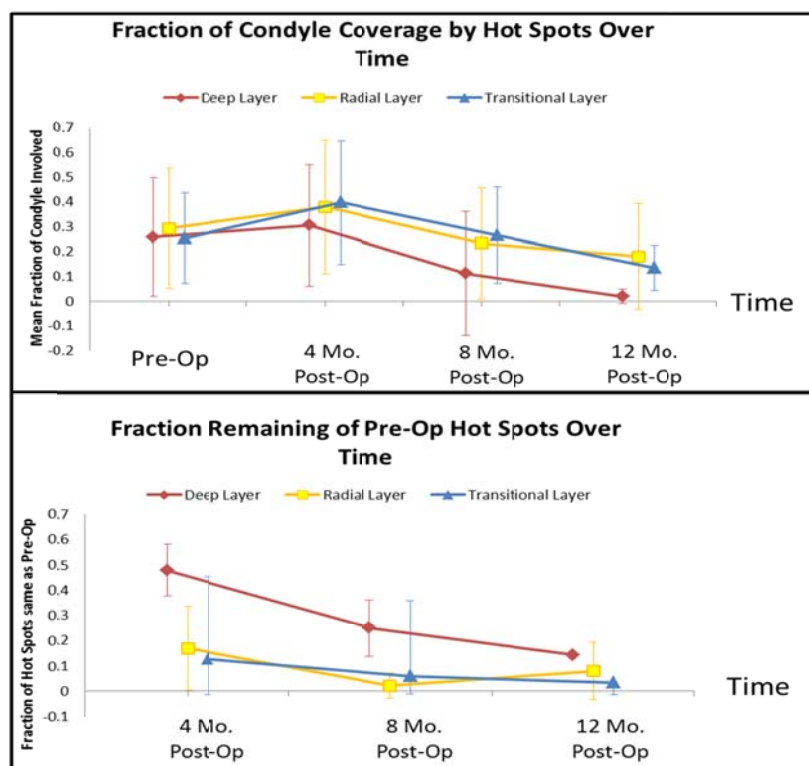 Fraction of Condyle Coverage by Hot Spots Over
Time
Deep Layer Radial Layer Transitional Layer
Mean Fraction of Condyle Involved
0.7
0.6
0.5
0.4
0.3
0.2
0.1
0
-0.1
-0.2
Time
Pre-Op
4 Mo.
Post-Op
8 Mo.
Post-Op
12 Mo.
Post-Op
Fraction Remaining of Pre-Op Hot Spots Over
Time
Deep Layer Radial Layer Transitional Layer
Fraction of Hot Spots same as Pre-Op
0.7
0.6
0.5
0.4
0.3
0.2
0.1
0
-0.1
Time
4 Mo.
Post-Op
8 Mo.
Post-Op
12 Mo.
Post-Op